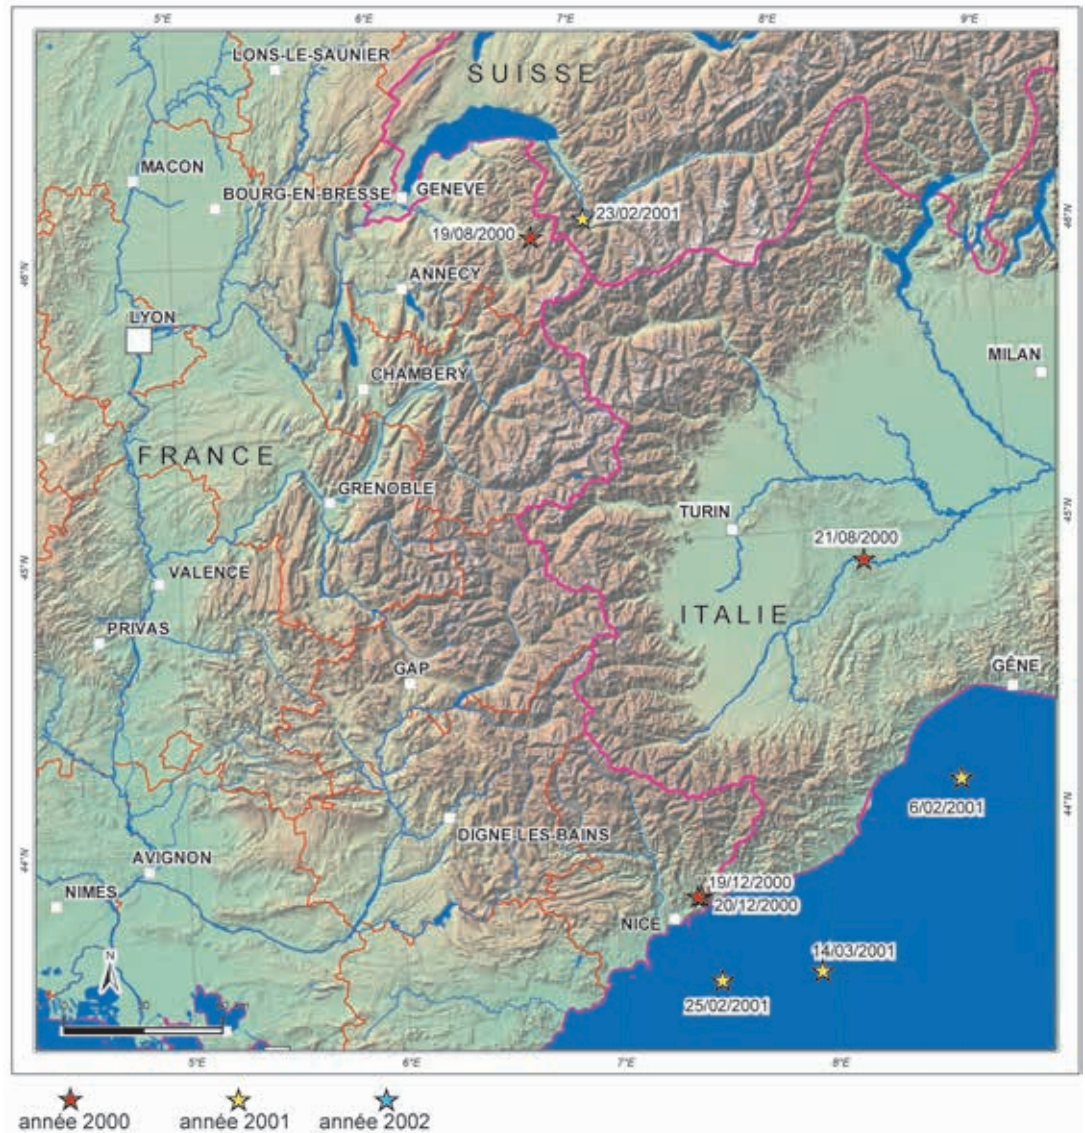 5°E 6°E 7°E 8°E 9°E
LONS-LE-SAUNIER
SUISSE
MACON
BOURG-EN-BRESSE
GENEVE
23/02/2001
19/08/2000
46°N
46°N
ANNECY
LYON
MILAN
CHAMBERY
FRANCE
GRENOBLE
TURIN
45°N
21/08/2000
45°N
VALENCE
ITALIE
PRIVAS
GAP
GÊNE
6/02/2001
44°N
DIGNE-LES-BAINS
44°N
AVIGNON
19/12/2000
NIMES
20/12/2000
NICE
N
14/03/2001
25/02/2001
5°E 6°E 7°E 8°E
année 2000 année 2001 année 2002